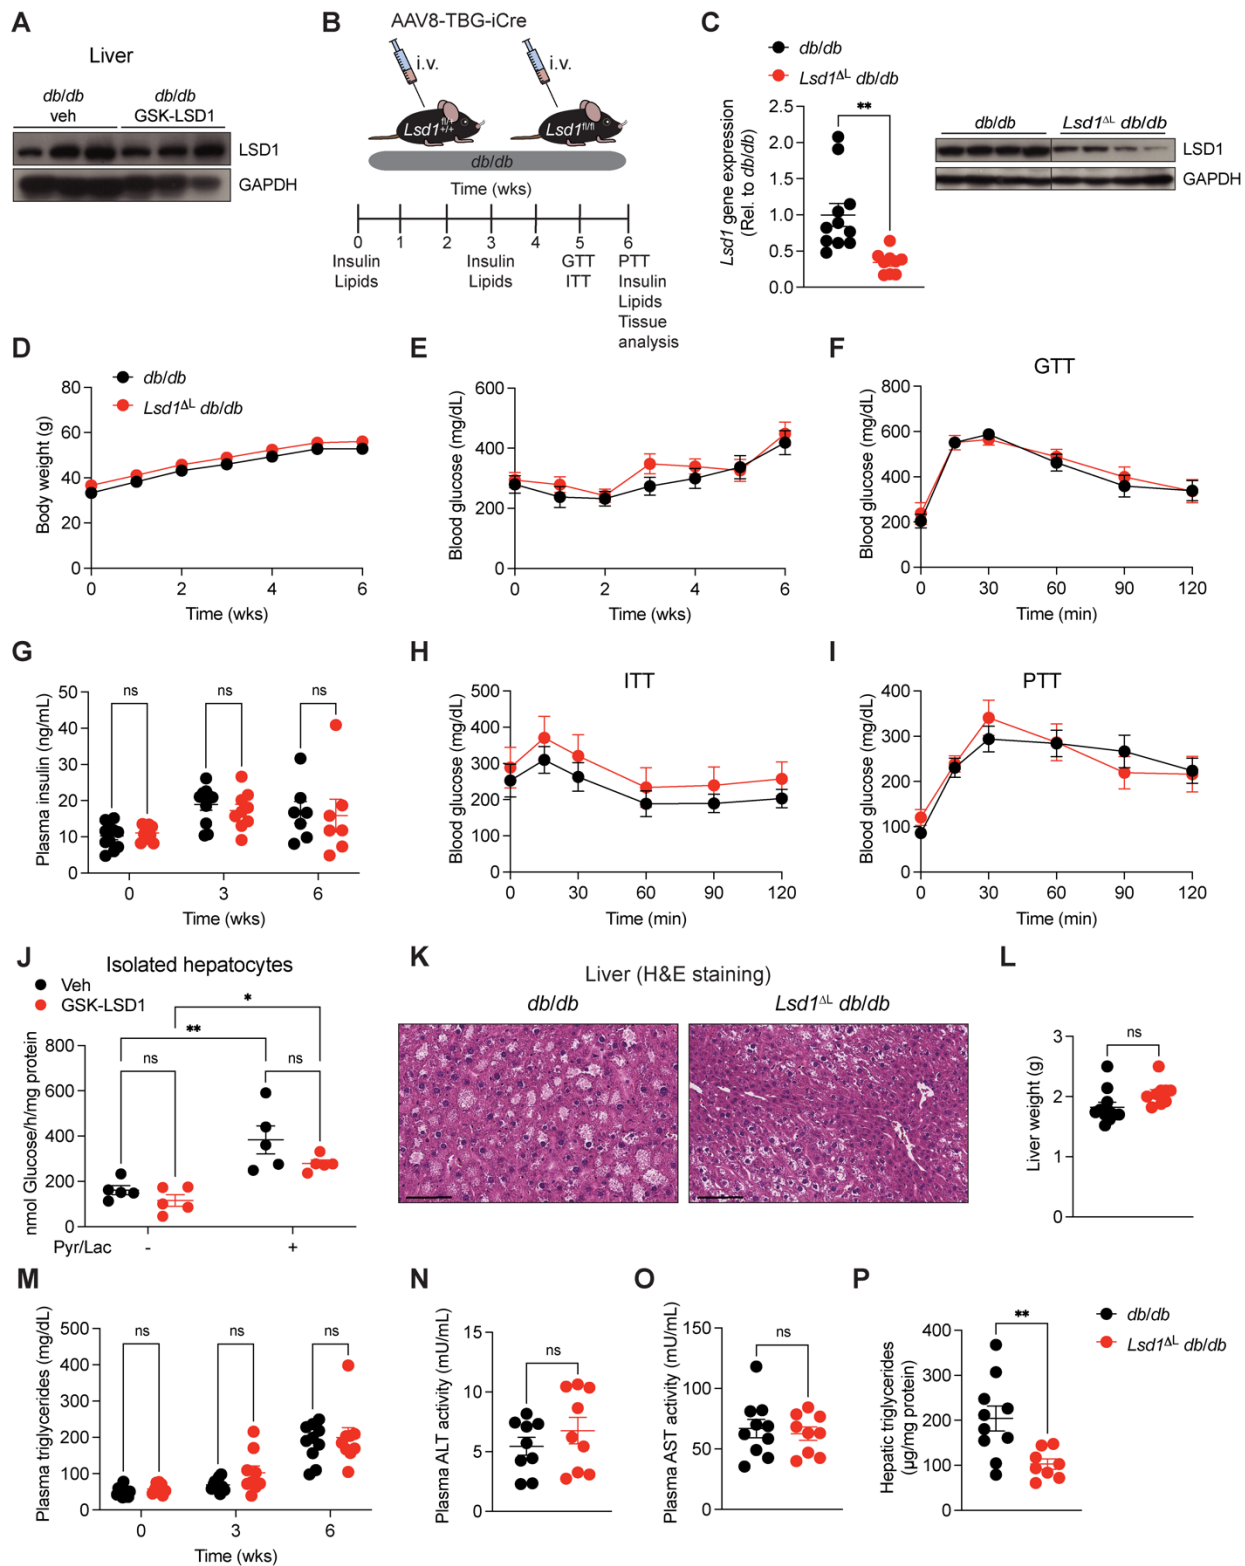 A
Liver
db/db
veh
db/db
GSK-LSD1
LSD1
GAPDH
B
AAV8-TBG-iCre
i.v.
i.v.
Lsd1fl/+
+/+
Lsd1fl/fl
db/db
Time (wks)
0 1 2 3 4 5 6
Insulin
Lipids
Insulin
Lipids
GTT
ITT
PTT
Insulin
Lipids
Tissue
analysis
C
db/db
Lsd1ΔL db/db
Lsd1 gene expression
(Rel. to db/db)
2.5
2.0
1.5
1.0
0.5
0.0
**
db/db
Lsd1ΔL db/db
LSD1
GAPDH
D
db/db
Lsd1ΔL db/db
Body weight (g)
80
60
40
20
0
0 2 4 6
Time (wks)
E
Blood glucose (mg/dL)
600
400
200
0
0 2 4 6
Time (wks)
F
GTT
Blood glucose (mg/dL)
800
600
400
200
0
0 30 60 90 120
Time (min)
G
Plasma insulin (ng/mL)
50
40
30
20
10
0
ns
ns
ns
0 3 6
Time (wks)
H
ITT
Blood glucose (mg/dL)
500
400
300
200
100
0
0 30 60 90 120
Time (min)
I
PTT
Blood glucose (mg/dL)
400
300
200
100
0
0 30 60 90 120
Time (min)
J
Isolated hepatocytes
Veh
GSK-LSD1
nmol Glucose/h/mg protein
800
600
400
200
0
*
**
ns
ns
Pyr/Lac - +
K
Liver (H&E staining)
db/db
Lsd1ΔL db/db
L
Liver weight (g)
3
2
1
0
ns
M
Plasma triglycerides (mg/dL)
500
400
300
200
100
0
ns
ns
ns
0 3 6
Time (wks)
N
Plasma ALT activity (mU/mL)
15
10
5
0
ns
O
Plasma AST activity (mU/mL)
150
100
50
0
ns
P
Hepatic triglycerides
(µg/mg protein)
400
300
200
100
0
**
db/db
Lsd1ΔL db/db